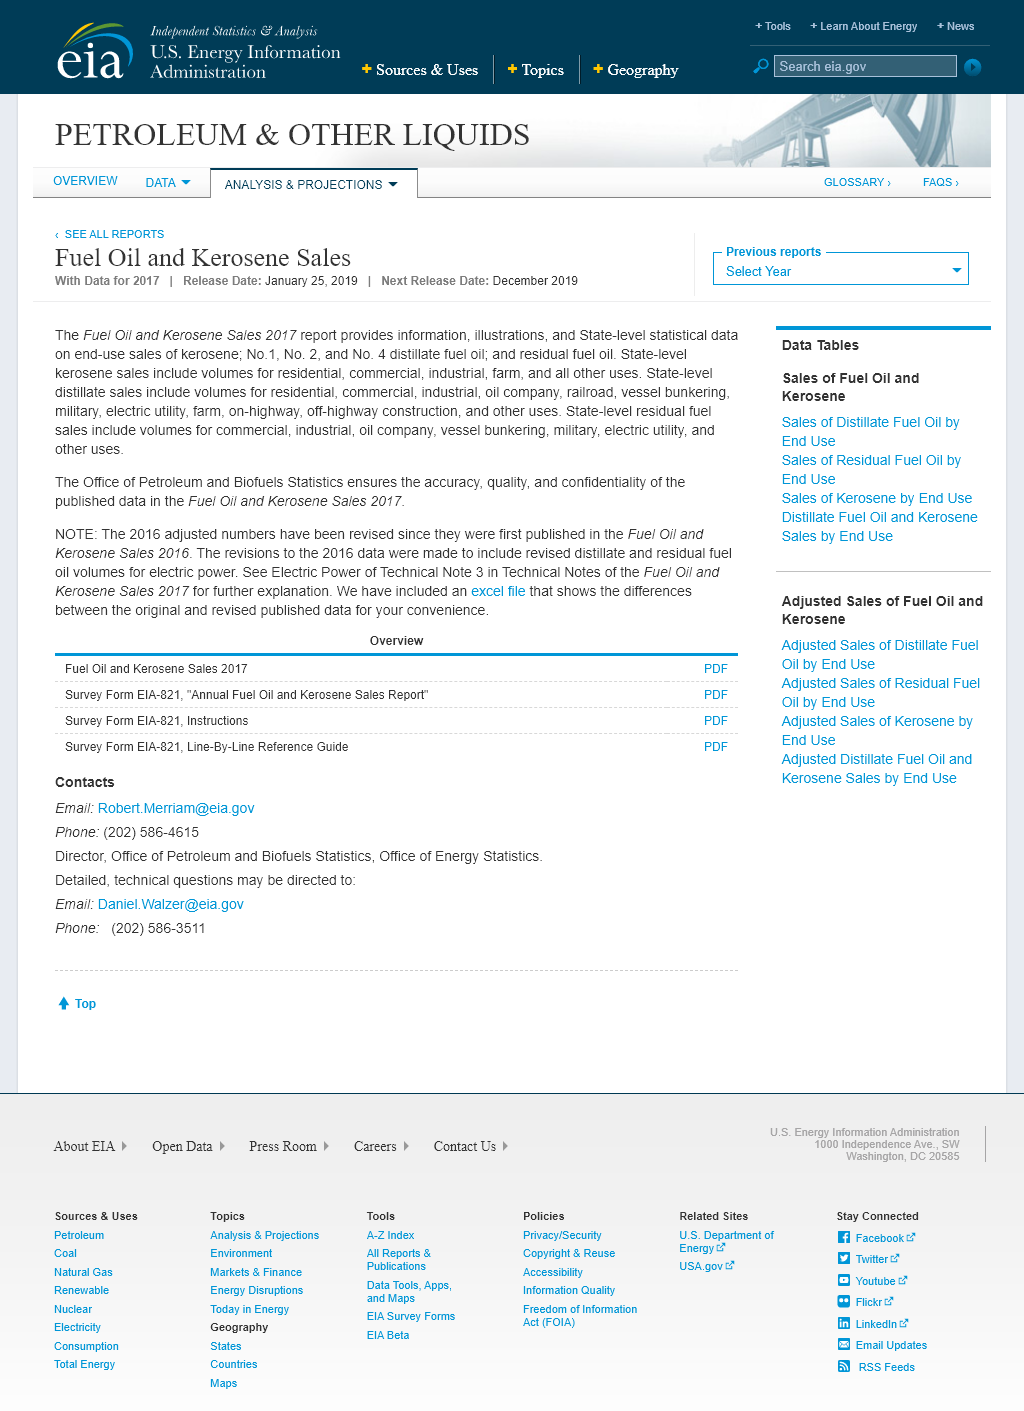 eia
Independent Statistics & Analysis
U.S. Energy Information
Administration
+ Sources & Uses
+ Topics
+ Geography
+ Tools
+ Learn About Energy
+ News
Search eia.gov
PETROLEUM & OTHER LIQUIDS
OVERVIEW
DATA
ANALYSIS & PROJECTIONS
GLOSSARY ›
FAQS ›
‹ SEE ALL REPORTS
Fuel Oil and Kerosene Sales
With Data for 2017 | Release Date: January 25, 2019 | Next Release Date: December 2019
Previous reports
Select Year
The Fuel Oil and Kerosene Sales 2017 report provides information, illustrations, and State-level statistical data
on end-use sales of kerosene; No.1, No. 2, and No. 4 distillate fuel oil; and residual fuel oil. State-level
kerosene sales include volumes for residential, commercial, industrial, farm, and all other uses. State-level
distillate sales include volumes for residential, commercial, industrial, oil company, railroad, vessel bunkering,
military, electric utility, farm, on-highway, off-highway construction, and other uses. State-level residual fuel
sales include volumes for commercial, industrial, oil company, vessel bunkering, military, electric utility, and
other uses.
The Office of Petroleum and Biofuels Statistics ensures the accuracy, quality, and confidentiality of the
published data in the Fuel Oil and Kerosene Sales 2017.
NOTE: The 2016 adjusted numbers have been revised since they were first published in the Fuel Oil and
Kerosene Sales 2016. The revisions to the 2016 data were made to include revised distillate and residual fuel
oil volumes for electric power. See Electric Power of Technical Note 3 in Technical Notes of the Fuel Oil and
Kerosene Sales 2017 for further explanation. We have included an excel file that shows the differences
between the original and revised published data for your convenience.
Overview
Fuel Oil and Kerosene Sales 2017 PDF
Survey Form EIA-821, "Annual Fuel Oil and Kerosene Sales Report" PDF
Survey Form EIA-821, Instructions PDF
Survey Form EIA-821, Line-By-Line Reference Guide PDF
Contacts
Email: Robert.Merriam@eia.gov
Phone: (202) 586-4615
Director, Office of Petroleum and Biofuels Statistics, Office of Energy Statistics.
Detailed, technical questions may be directed to:
Email: Daniel.Walzer@eia.gov
Phone: (202) 586-3511
Top
Data Tables
Sales of Fuel Oil and
Kerosene
Sales of Distillate Fuel Oil by
End Use
Sales of Residual Fuel Oil by
End Use
Sales of Kerosene by End Use
Distillate Fuel Oil and Kerosene
Sales by End Use
Adjusted Sales of Fuel Oil and
Kerosene
Adjusted Sales of Distillate Fuel
Oil by End Use
Adjusted Sales of Residual Fuel
Oil by End Use
Adjusted Sales of Kerosene by
End Use
Adjusted Distillate Fuel Oil and
Kerosene Sales by End Use
About EIA
Open Data
Press Room
Careers
Contact Us
U.S. Energy Information Administration
1000 Independence Ave., SW
Washington, DC 20585
Sources & Uses
Petroleum
Coal
Natural Gas
Renewable
Nuclear
Electricity
Consumption
Total Energy
Topics
Analysis & Projections
Environment
Markets & Finance
Energy Disruptions
Today in Energy
Geography
States
Countries
Maps
Tools
A-Z Index
All Reports &
Publications
Data Tools, Apps,
and Maps
EIA Survey Forms
EIA Beta
Policies
Privacy/Security
Copyright & Reuse
Accessibility
Information Quality
Freedom of Information
Act (FOIA)
Related Sites
U.S. Department of
Energy
USA.gov
Stay Connected
Facebook
Twitter
Youtube
Flickr
LinkedIn
Email Updates
RSS Feeds